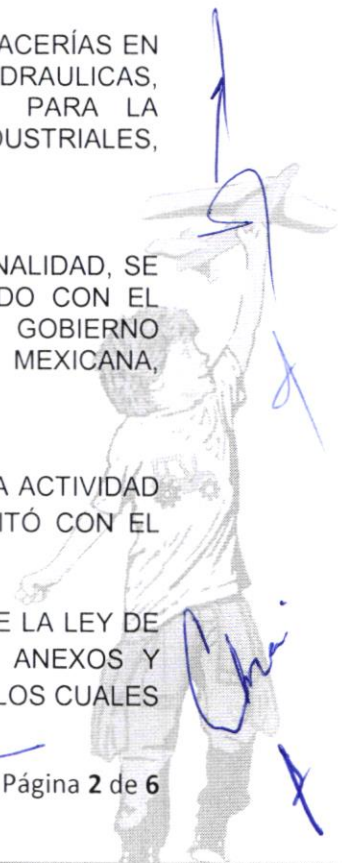 ACERÍAS EN
DRAULICAS,
PARA LA
DUSTRIALES,
NALIDAD, SE
DO CON EL
GOBIERNO
MEXICANA,
A ACTIVIDAD
ITÓ CON EL
E LA LEY DE
ANEXOS Y
LOS CUALES
Página 2 de 6